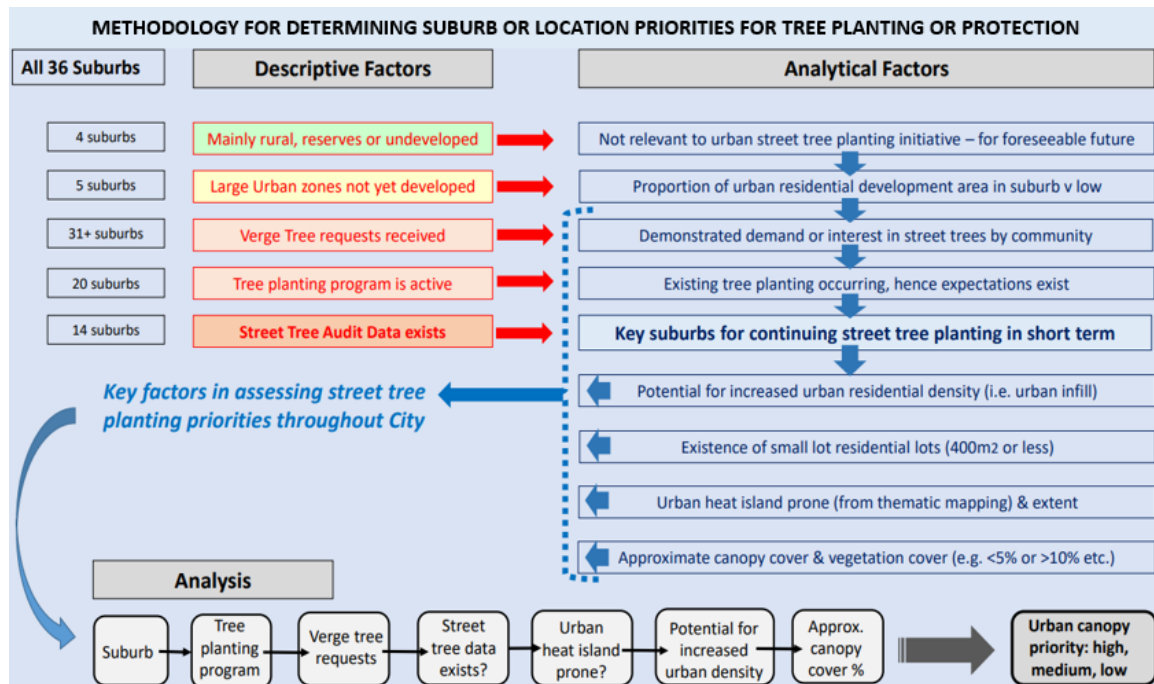 METHODOLOGY FOR DETERMINING SUBURB OR LOCATION PRIORITIES FOR TREE PLANTING OR PROTECTION
All 36 Suburbs
Descriptive Factors
Analytical Factors
4 suburbs
Mainly rural, reserves or undeveloped
Not relevant to urban street tree planting initiative – for foreseeable future
5 suburbs
Large Urban zones not yet developed
Proportion of urban residential development area in suburb v low
31+ suburbs
Verge Tree requests received
Demonstrated demand or interest in street trees by community
20 suburbs
Tree planting program is active
Existing tree planting occurring, hence expectations exist
14 suburbs
Street Tree Audit Data exists
Key suburbs for continuing street tree planting in short term
Key factors in assessing street tree
planting priorities throughout City
Potential for increased urban residential density (i.e. urban infill)
Existence of small lot residential lots (400m2 or less)
Urban heat island prone (from thematic mapping) & extent
Approximate canopy cover & vegetation cover (e.g. <5% or >10% etc.)
Analysis
Suburb
Tree
planting
program
Verge tree
requests
Street
tree data
exists?
Urban
heat island
prone?
Potential for
increased
urban density
Approx.
canopy
cover %
Urban canopy
priority: high,
medium, low